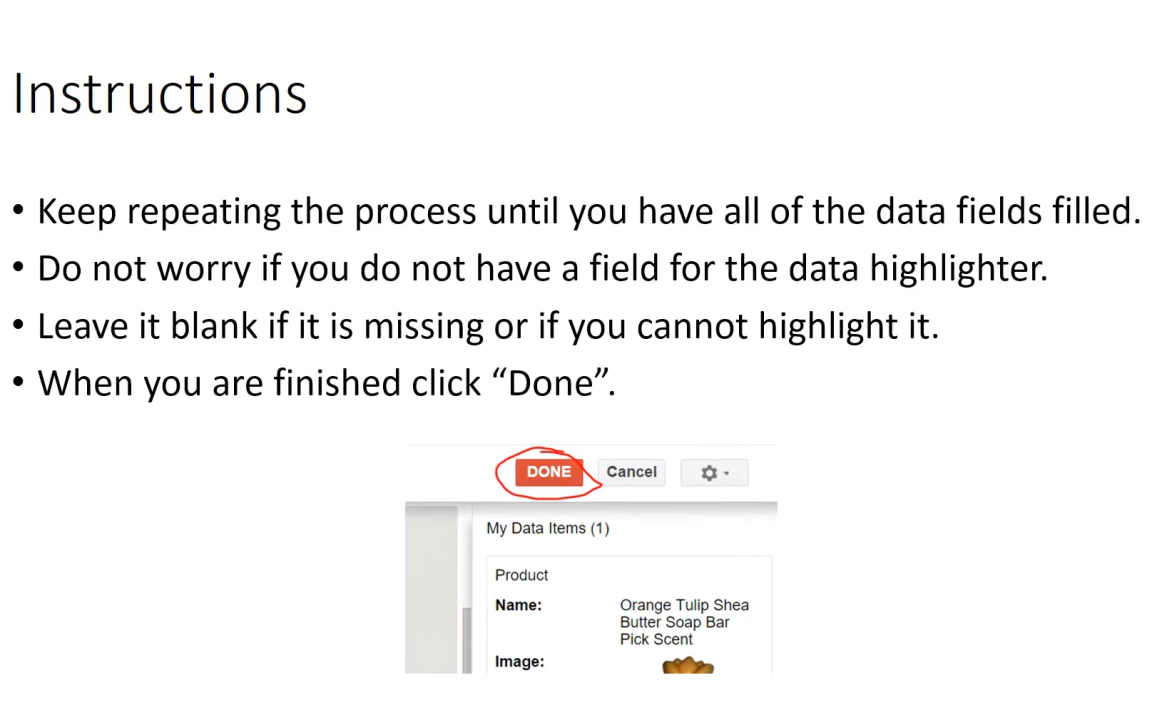 Instructions
• Keep repeating the process until you have all of the data fields filled.
• Do not worry if you do not have a field for the data highlighter.
• Leave it blank if it is missing or if you cannot highlight it.
• When you are finished click “Done”.
DONE Cancel
My Data Items (1)
Product
Name: Orange Tulip Shea
Butter Soap Bar
Pick Scent
Image: